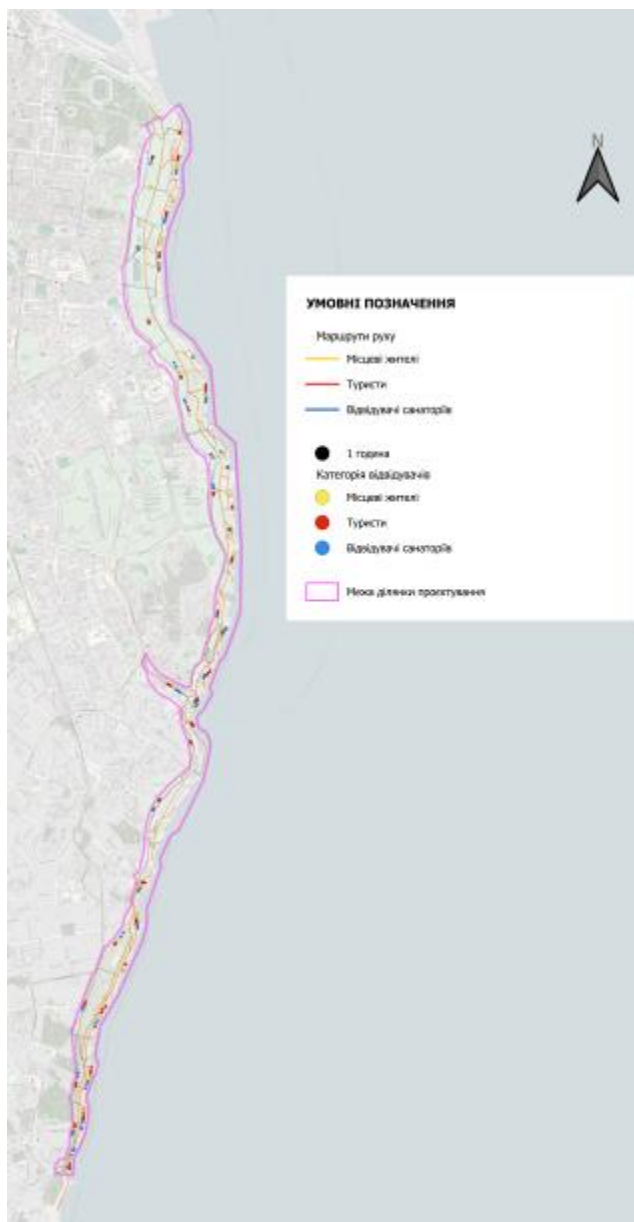 N
УМОВНІ ПОЗНАЧЕННЯ
Маршрути руху
Місцеві жителі
Туристи
Відвідувачі санаторіїв
1 година
Категорія відвідувачів
Місцеві жителі
Туристи
Відвідувачі санаторіїв
Межа ділянки проєктування